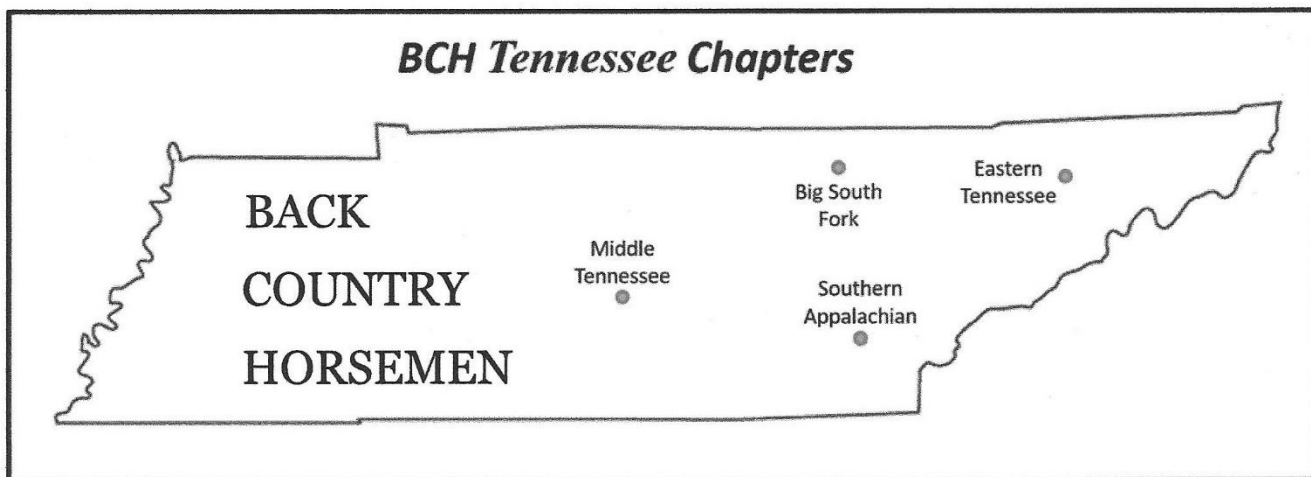 BCH Tennessee Chapters
BACK
COUNTRY
HORSEMEN
Middle
Tennessee
Big South
Fork
Eastern
Tennessee
Southern
Appalachian